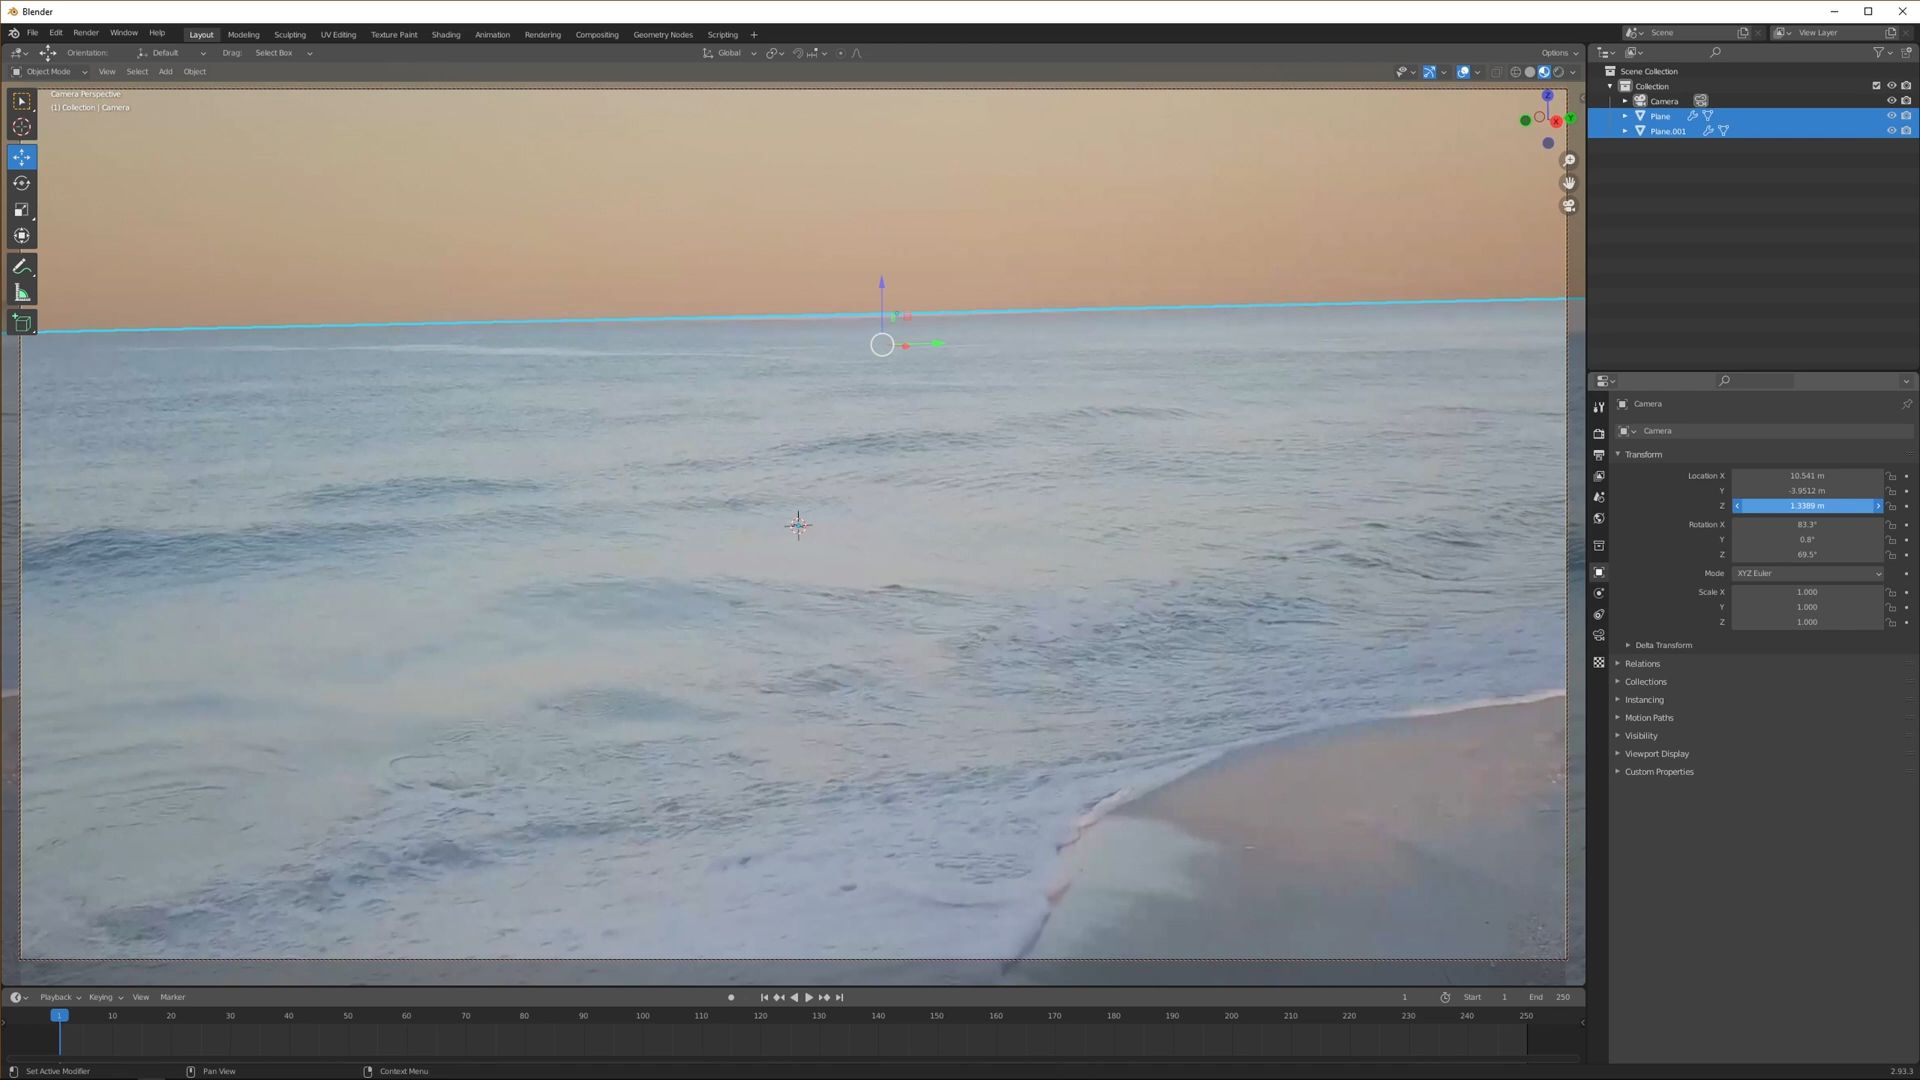 Blender
File Edit Render Window Help Layout Modeling Sculpting UV Editing Texture Paint Shading Animation Rendering Compositing Geometry Nodes Scripting + Scene View Layer
Orientation: Default Drag: Select Box Global Options
Object Mode View Select Add Object
Scene Collection
Collection
Camera
Plane
Plane.001
Camera Perspective
(1) Collection | Camera
Z
Y
X
Camera
Camera
Transform
Location X 10.541 m
Y -3.9512 m
Z 1.3389 m
Rotation X 83.3°
Y 0.8°
Z 69.5°
Mode XYZ Euler
Scale X 1.000
Y 1.000
Z 1.000
Delta Transform
Relations
Collections
Instancing
Motion Paths
Visibility
Viewport Display
Custom Properties
Playback Keying View Marker 1 Start 1 End 250
1 10 20 30 40 50 60 70 80 90 100 110 120 130 140 150 160 170 180 190 200 210 220 230 240 250
Set Active Modifier Pan View Context Menu 2.93.3